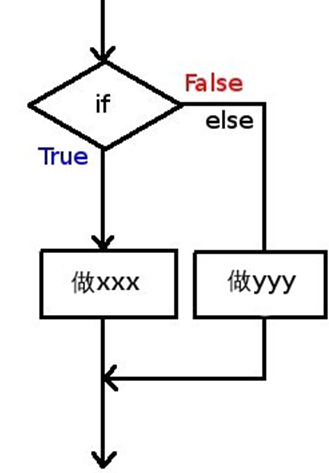 if
False
else
True
做xxx
做yyy